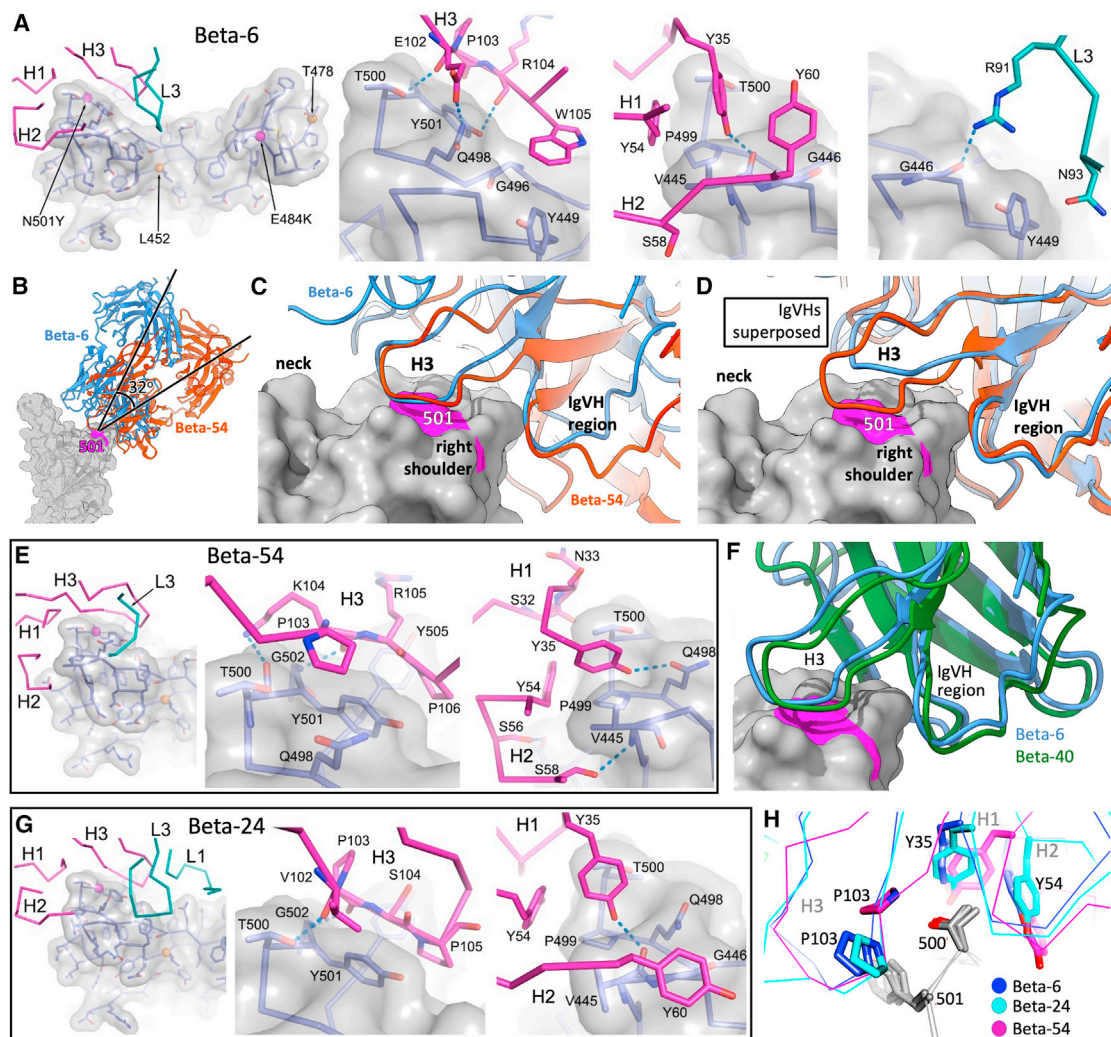 A
Beta-6
H1
H3
L3
H2
T478
N501Y
L452
E484K
H3
E102
P103
T500
R104
Y501
W105
Q498
G496
Y449
Y35
Y60
T500
H1
Y54
P499
G446
V445
H2
S58
L3
R91
G446
N93
Y449
B
Beta-6
32°
Beta-54
501
C
Beta-6
H3
neck
501
IgVH
region
right
shoulder
Beta-54
D
IgVHs
superposed
H3
neck
501
IgVH
region
right
shoulder
E
Beta-54
H3
L3
H1
H2
K104
H3
R105
P103
Y505
G502
T500
Y501
P106
Q498
N33
H1
S32
T500
Y35
Q498
Y54
P499
S56
V445
H2
S58
F
H3
IgVH
region
Beta-6
Beta-40
G
Beta-24
H3
L3
H1
L1
H2
P103
H3
V102
S104
G502
T500
P105
Y501
Y35
H1
T500
Y54
Q498
P499
G446
H2
V445
Y60
H
H1
Y35
H2
Y54
P103
H3
P103
500
501
Beta-6
Beta-24
Beta-54